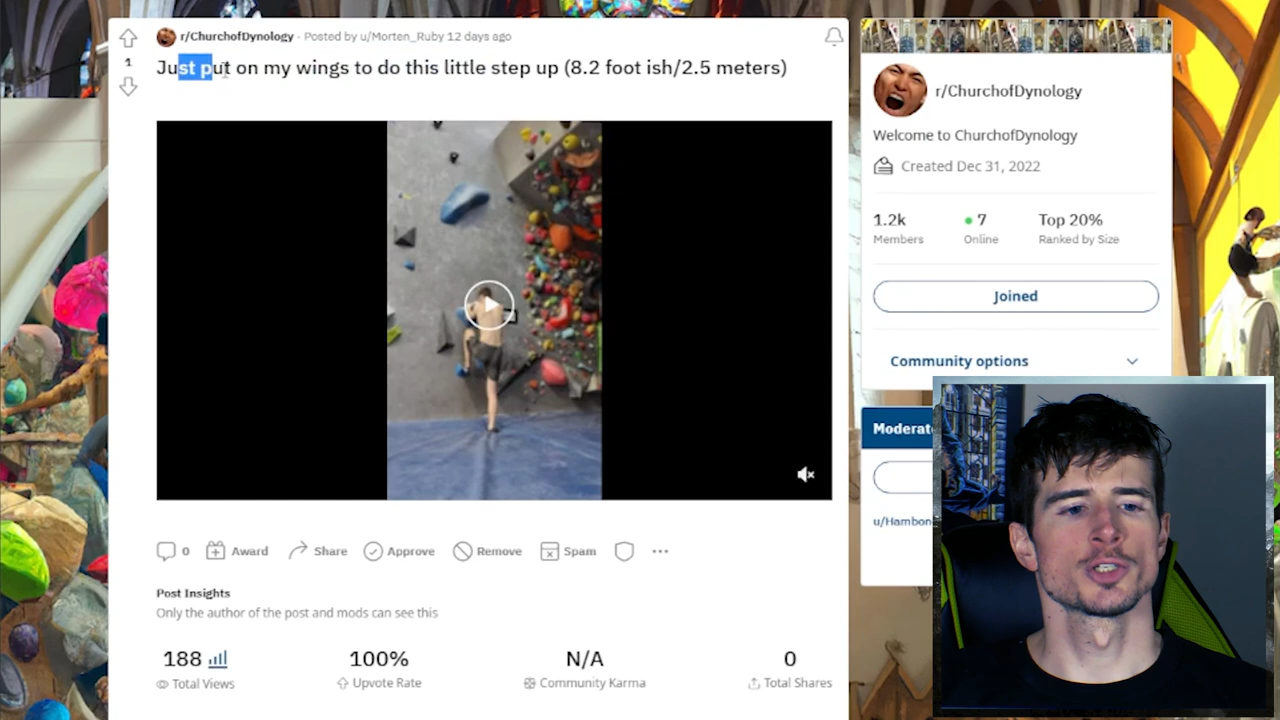 r/ChurchofDynology · Posted by u/Morten_Ruby 12 days ago
1
Just put on my wings to do this little step up (8.2 foot ish/2.5 meters)
0 Award Share Approve Remove Spam
Post Insights
Only the author of the post and mods can see this
188 100% N/A 0
Total Views Upvote Rate Community Karma Total Shares
r/ChurchofDynology
Welcome to ChurchofDynology
Created Dec 31, 2022
1.2k 7 Top 20%
Members Online Ranked by Size
Joined
Community options
Moderat
u/Hambon